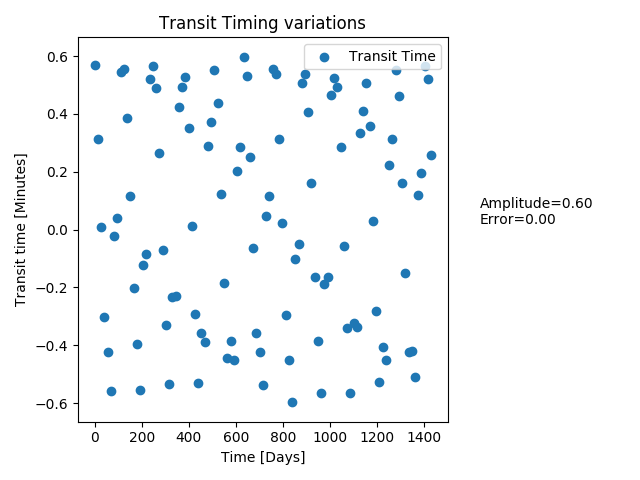 Transit Timing variations
Transit Time
0.6
0.4
0.2
0.0
−0.2
−0.4
−0.6
Transit time [Minutes]
Amplitude=0.60
Error=0.00
0 200 400 600 800 1000 1200 1400
Time [Days]